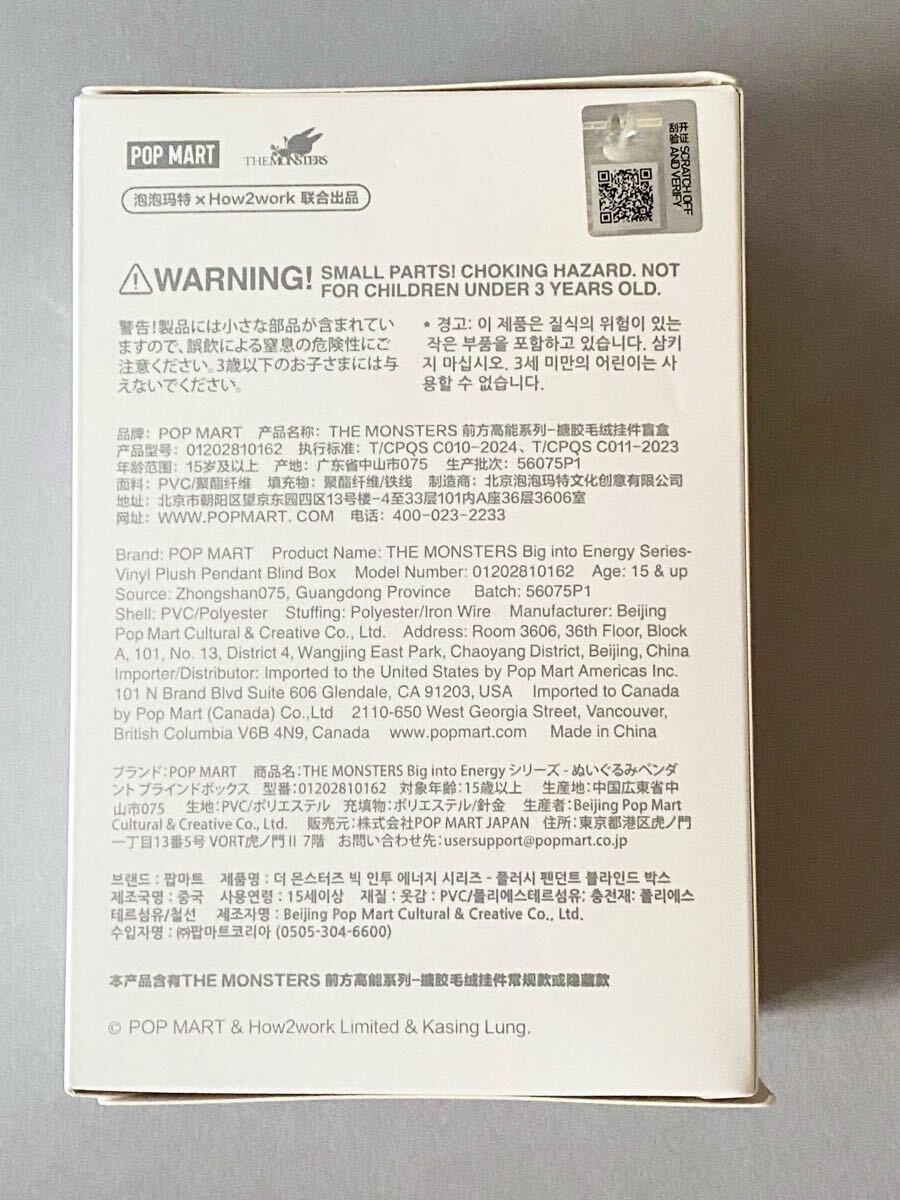 POP MART
THE MONSTERS
泡泡玛特 × How2work 联合出品
开证 SCRATCH OFF
刮验 AND VERIFY
WARNING! SMALL PARTS! CHOKING HAZARD. NOT
FOR CHILDREN UNDER 3 YEARS OLD.
警告!製品には小さな部品が含まれてい
ますので、誤飲による窒息の危険性にご
注意ください。3歳以下のお子さまには与
えないでください。
* 경고: 이 제품은 질식의 위험이 있는
작은 부품을 포함하고 있습니다. 삼키
지 마십시오. 3세 미만의 어린이는 사
용할 수 없습니다.
品牌：POP MART 产品名称：THE MONSTERS 前方高能系列-搪胶毛绒挂件盲盒
产品型号：01202810162 执行标准：T/CPQS C010-2024、T/CPQS C011-2023
年龄范围：15岁及以上 产地：广东省中山市075 生产批次：56075P1
面料：PVC/聚酯纤维 填充物：聚酯纤维/铁线 制造商：北京泡泡玛特文化创意有限公司
地址：北京市朝阳区望京东园四区13号楼-4至33层101内A座36层3606室
网址：WWW.POPMART.COM 电话：400-023-2233
Brand: POP MART Product Name: THE MONSTERS Big into Energy Series-
Vinyl Plush Pendant Blind Box Model Number: 01202810162 Age: 15 & up
Source: Zhongshan075, Guangdong Province Batch: 56075P1
Shell: PVC/Polyester Stuffing: Polyester/Iron Wire Manufacturer: Beijing
Pop Mart Cultural & Creative Co., Ltd. Address: Room 3606, 36th Floor, Block
A, 101, No. 13, District 4, Wangjing East Park, Chaoyang District, Beijing, China
Importer/Distributor: Imported to the United States by Pop Mart Americas Inc.
101 N Brand Blvd Suite 606 Glendale, CA 91203, USA Imported to Canada
by Pop Mart (Canada) Co.,Ltd 2110-650 West Georgia Street, Vancouver,
British Columbia V6B 4N9, Canada www.popmart.com Made in China
ブランド:POP MART 商品名:THE MONSTERS Big into Energy シリーズ - ぬいぐるみペンダ
ント ブラインドボックス 型番:01202810162 対象年齢:15歳以上 生産地:中国広東省中
山市075 生地:PVC/ポリエステル 充填物:ポリエステル/針金 生産者:Beijing Pop Mart
Cultural & Creative Co., Ltd. 販売元:株式会社POP MART JAPAN 住所:東京都港区虎ノ門
一丁目13番5号 VORT虎ノ門Ⅱ 7階 お問い合わせ先:usersupport@popmart.co.jp
브랜드 : 팝마트 제품명 : 더 몬스터즈 빅 인투 에너지 시리즈 - 플러시 펜던트 블라인드 박스
제조국명 : 중국 사용연령 : 15세이상 재질 : 겉감 : PVC/폴리에스테르섬유; 충전재: 폴리에스
테르섬유/철선 제조자명 : Beijing Pop Mart Cultural & Creative Co., Ltd.
수입자명 : ㈜팝마트코리아 (0505-304-6600)
本产品含有THE MONSTERS 前方高能系列-搪胶毛绒挂件常规款或隐藏款
© POP MART & How2work Limited & Kasing Lung.